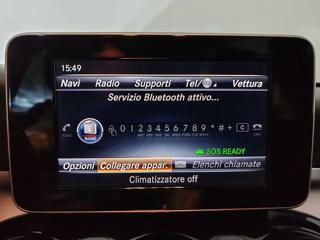 15:49
Navi Radio Supporti Tel/ Vettura
Servizio Bluetooth attivo...
NAME 0 1 2 3 4 5 6 7 8 9 * # + C
SOS READY
Opzioni Collegare appar. Elenchi chiamate
Climatizzatore off